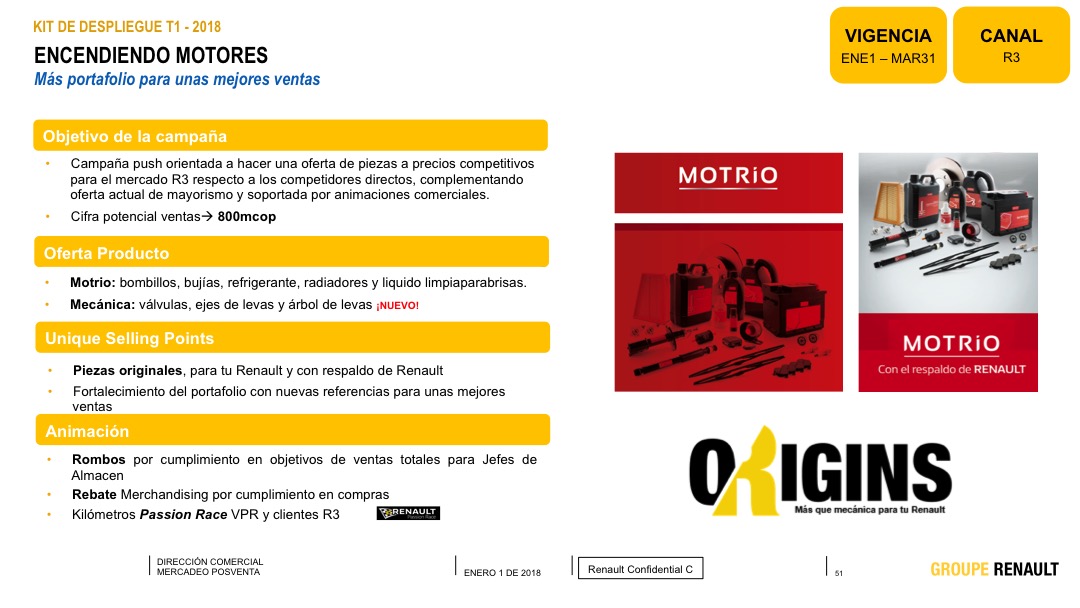 KIT DE DESPLIEGUE T1 - 2018
ENCENDIENDO MOTORES
Más portafolio para unas mejores ventas
VIGENCIA
ENE1 – MAR31
CANAL
R3
Objetivo de la campaña
• Campaña push orientada a hacer una oferta de piezas a precios competitivos
para el mercado R3 respecto a los competidores directos, complementando
oferta actual de mayorismo y soportada por animaciones comerciales.
• Cifra potencial ventas→ 800mcop
Oferta Producto
• Motrio: bombillos, bujías, refrigerante, radiadores y liquido limpiaparabrisas.
• Mecánica: válvulas, ejes de levas y árbol de levas ¡NUEVO!
Unique Selling Points
• Piezas originales, para tu Renault y con respaldo de Renault
• Fortalecimiento del portafolio con nuevas referencias para unas mejores
ventas
Animación
• Rombos por cumplimiento en objetivos de ventas totales para Jefes de
Almacen
• Rebate Merchandising por cumplimiento en compras
• Kilómetros Passion Race VPR y clientes R3
RENAULT
Passion Race
MOTRiO
MOTRiO
Con el respaldo de RENAULT
ORIGINS
Más que mecánica para tu Renault
DIRECCIÓN COMERCIAL
MERCADEO POSVENTA
ENERO 1 DE 2018
Renault Confidential C
51
GROUPE RENAULT